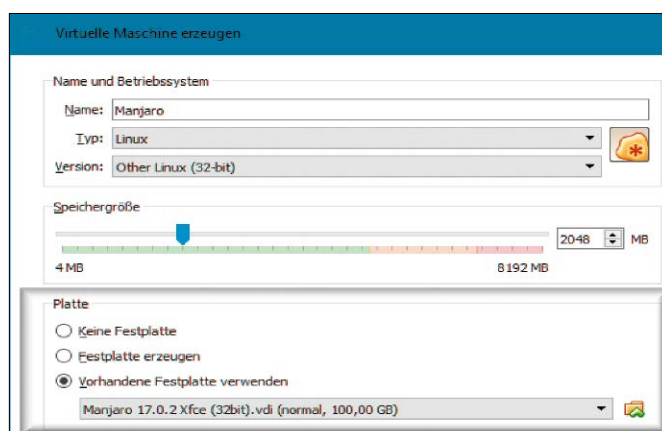 Virtuelle Maschine erzeugen
Name und Betriebssystem
Name: Manjaro
Typ: Linux
Version: Other Linux (32-bit)
Speichergröße
2048 MB
4 MB 8192 MB
Platte
Keine Festplatte
Festplatte erzeugen
Vorhandene Festplatte verwenden
Manjaro 17.0.2 Xfce (32bit).vdi (normal, 100,00 GB)